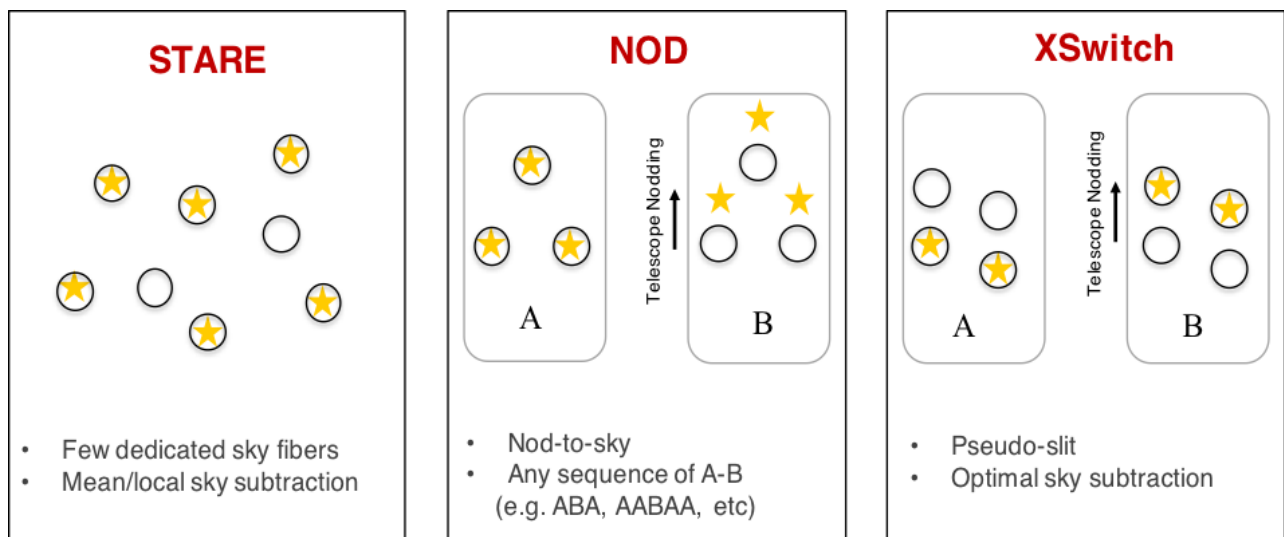 STARE
• Few dedicated sky fibers
• Mean/local sky subtraction
NOD
Telescope Nodding
A
B
• Nod-to-sky
• Any sequence of A-B
(e.g. ABA, AABAA, etc)
XSwitch
Telescope Nodding
A
B
• Pseudo-slit
• Optimal sky subtraction